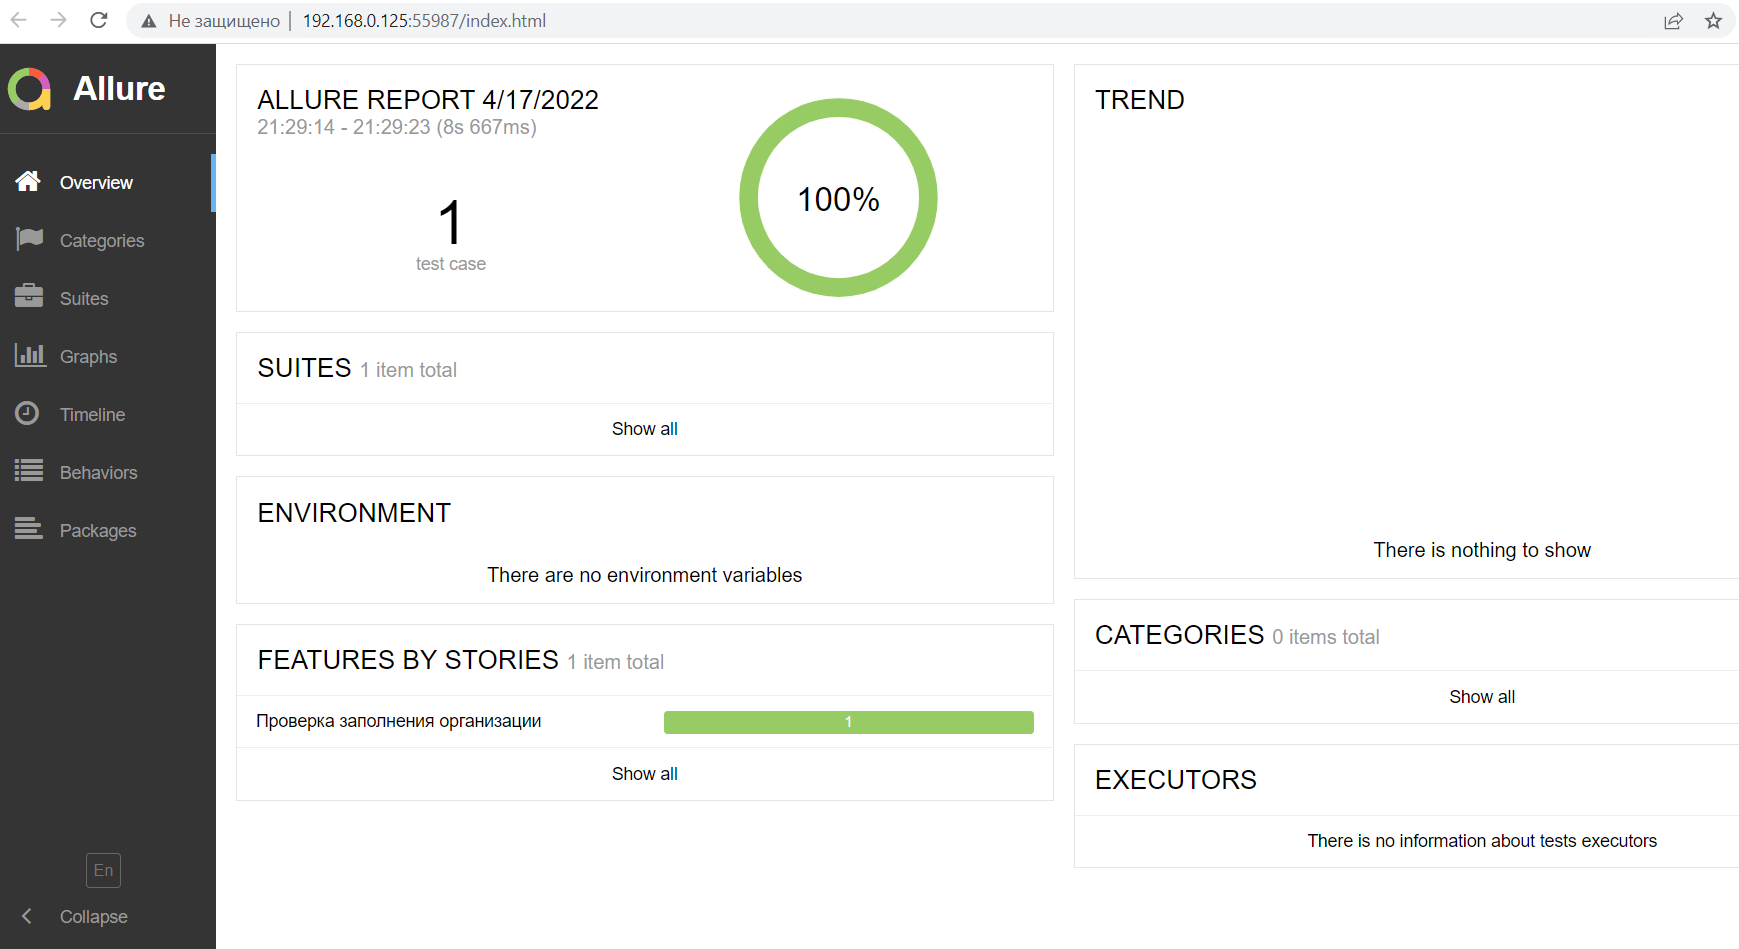 Не защищено | 192.168.0.125:55987/index.html
Allure
Overview
Categories
Suites
Graphs
Timeline
Behaviors
Packages
En
Collapse
ALLURE REPORT 4/17/2022
21:29:14 - 21:29:23 (8s 667ms)
1
test case
100%
SUITES 1 item total
Show all
ENVIRONMENT
There are no environment variables
FEATURES BY STORIES 1 item total
Проверка заполнения организации 1
Show all
TREND
There is nothing to show
CATEGORIES 0 items total
Show all
EXECUTORS
There is no information about tests executors